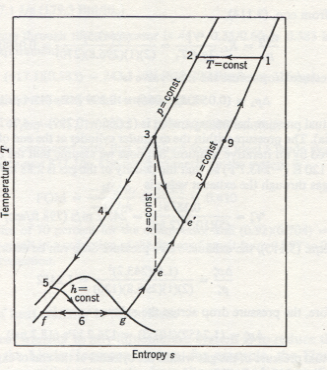 2
1
T=const
p=const
3
p=const
9
s=const
4
e'
e
5
h=
const
f
6
g
Temperature T
Entropy s